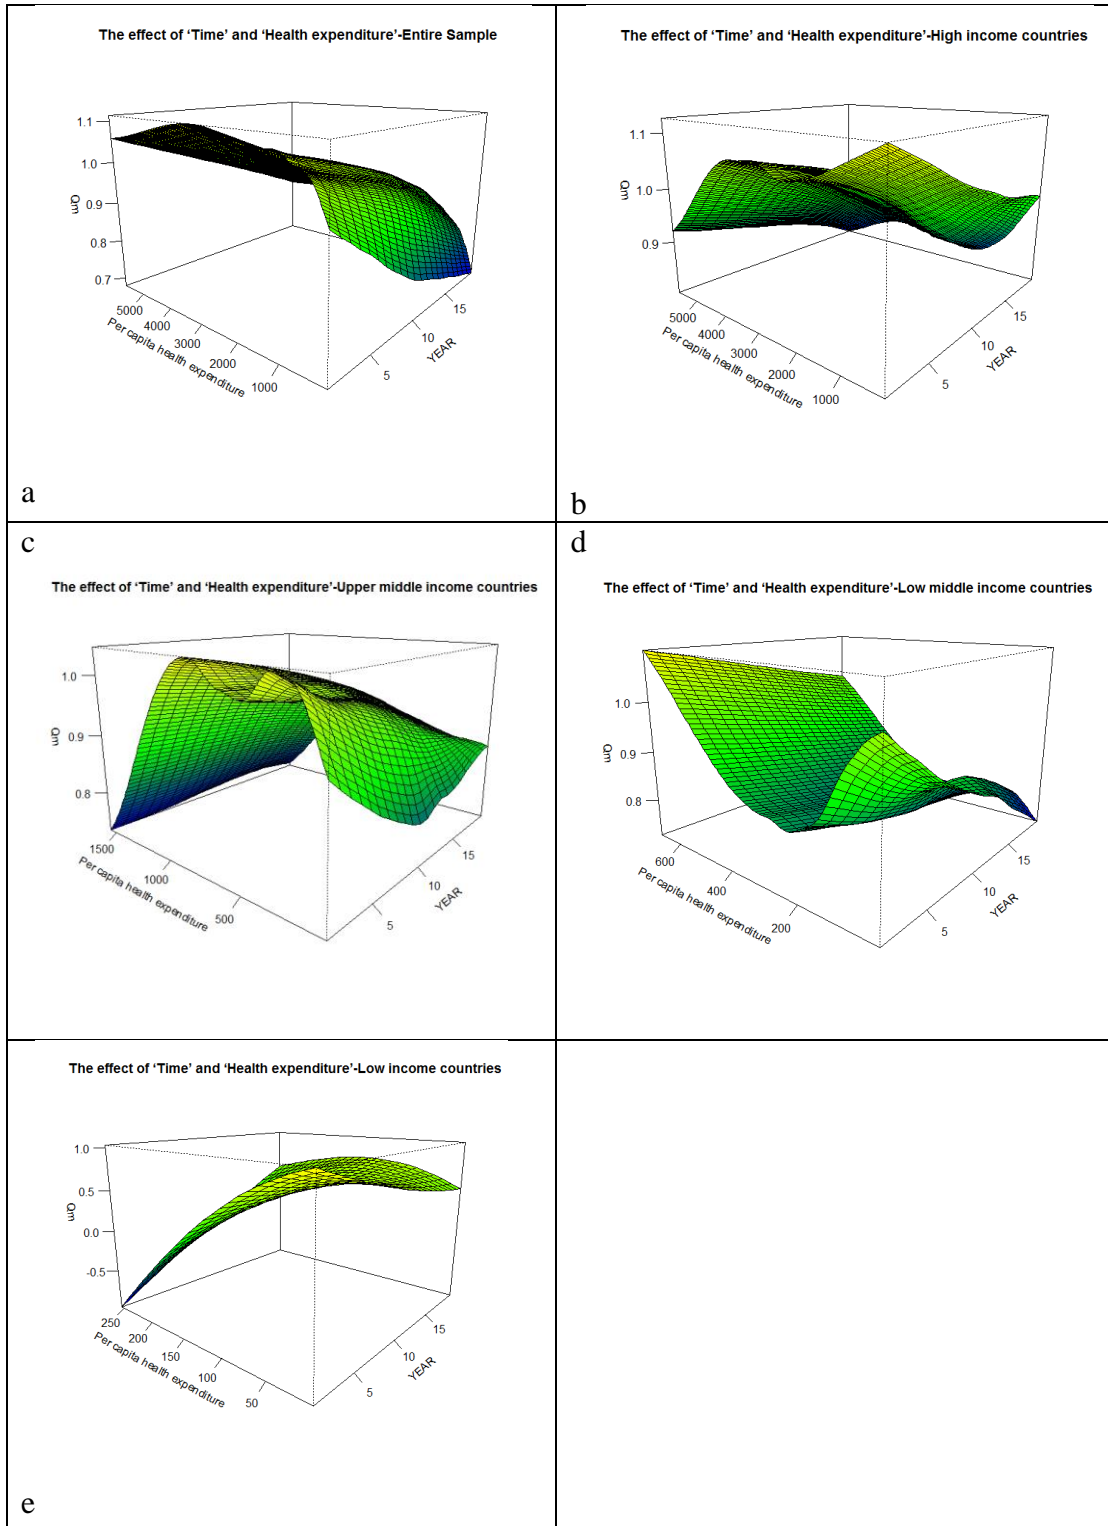 The effect of ‘Time’ and ‘Health expenditure’-Entire Sample
1.1
1.0
0.9
0.8
0.7
Qm
5000
4000
3000
2000
1000
Per capita health expenditure
5
10
15
YEAR
a
The effect of ‘Time’ and ‘Health expenditure’-High income countries
1.1
1.0
0.9
Qm
5000
4000
3000
2000
1000
Per capita health expenditure
5
10
15
YEAR
b
c
The effect of ‘Time’ and ‘Health expenditure’-Upper middle income countries
1.0
0.9
0.8
Qm
1500
1000
500
Per capita health expenditure
5
10
15
YEAR
d
The effect of ‘Time’ and ‘Health expenditure’-Low middle income countries
1.0
0.9
0.8
Qm
600
400
200
Per capita health expenditure
5
10
15
YEAR
The effect of ‘Time’ and ‘Health expenditure’-Low income countries
1.0
0.5
0.0
-0.5
Qm
250
200
150
100
50
Per capita health expenditure
5
10
15
YEAR
e